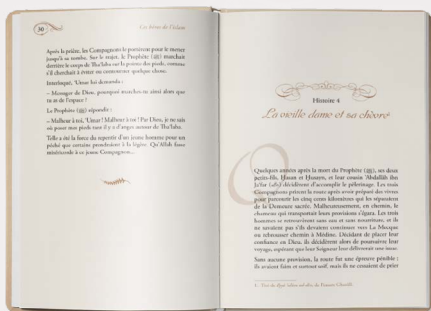 30
Les héros de l'Islam
Après la prière, les Compagnons le portèrent pour le mettre
jusqu'à sa tombe. Sur le trajet, le Prophète (ﷺ) marchait
derrière le corps de Tha'laba sur la pointe des pieds, comme
s'il cherchait à éviter ou contourner quelque chose.
Interloqué, 'Umar lui demanda :
– Messager de Dieu, pourquoi marches-tu ainsi alors que
tu as de l'espace ?
Le Prophète (ﷺ) répondit :
– Malheur à toi, 'Umar ! Malheur à toi ! Par Dieu, je ne sais
où poser mes pieds tant il y a d'anges autour de Tha'laba.
Telle a été la force du repentir d'un jeune homme pour un
péché que certains prendraient à la légère. Qu'Allah fasse
miséricorde à ce jeune Compagnon...
Histoire 4
La vieille dame et sa chèvre¹
Quelques années après la mort du Prophète (ﷺ), ses deux
petits-fils, Hasan et Husayn, et leur cousin 'Abdallah ibn
Ja'far décidèrent d'accomplir le pèlerinage. Les trois
Compagnons prirent la route après avoir préparé des vivres
pour parcourir les cinq cents kilomètres qui les séparaient
de la Demeure sacrée. Malheureusement, en chemin, le
chameau qui transportait leurs provisions s'égara. Les trois
hommes se retrouvèrent sans eau et sans nourriture, et ils
ne savaient pas s'ils devaient continuer vers La Mecque
ou rebrousser chemin à Médine. Décidant de placer leur
confiance en Dieu, ils décidèrent alors de poursuivre leur
voyage, espérant que leur Seigneur leur délivrerait une issue.
Sans aucune provision, la route fut une épreuve pénible ;
ils avaient faim et surtout soif, mais ils ne cessaient de prier